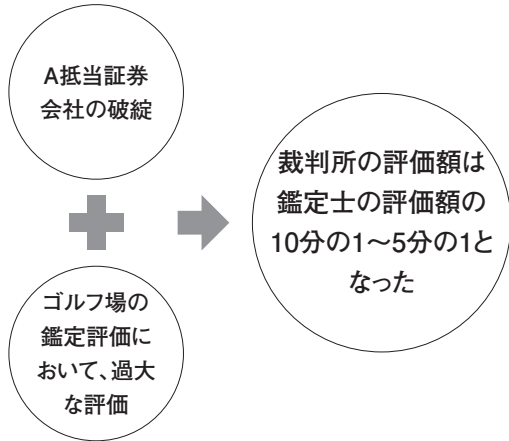 A抵当証券
会社の破綻
ゴルフ場の
鑑定評価に
おいて、過大
な評価
裁判所の評価額は
鑑定士の評価額の
10分の1〜5分の1と
なった